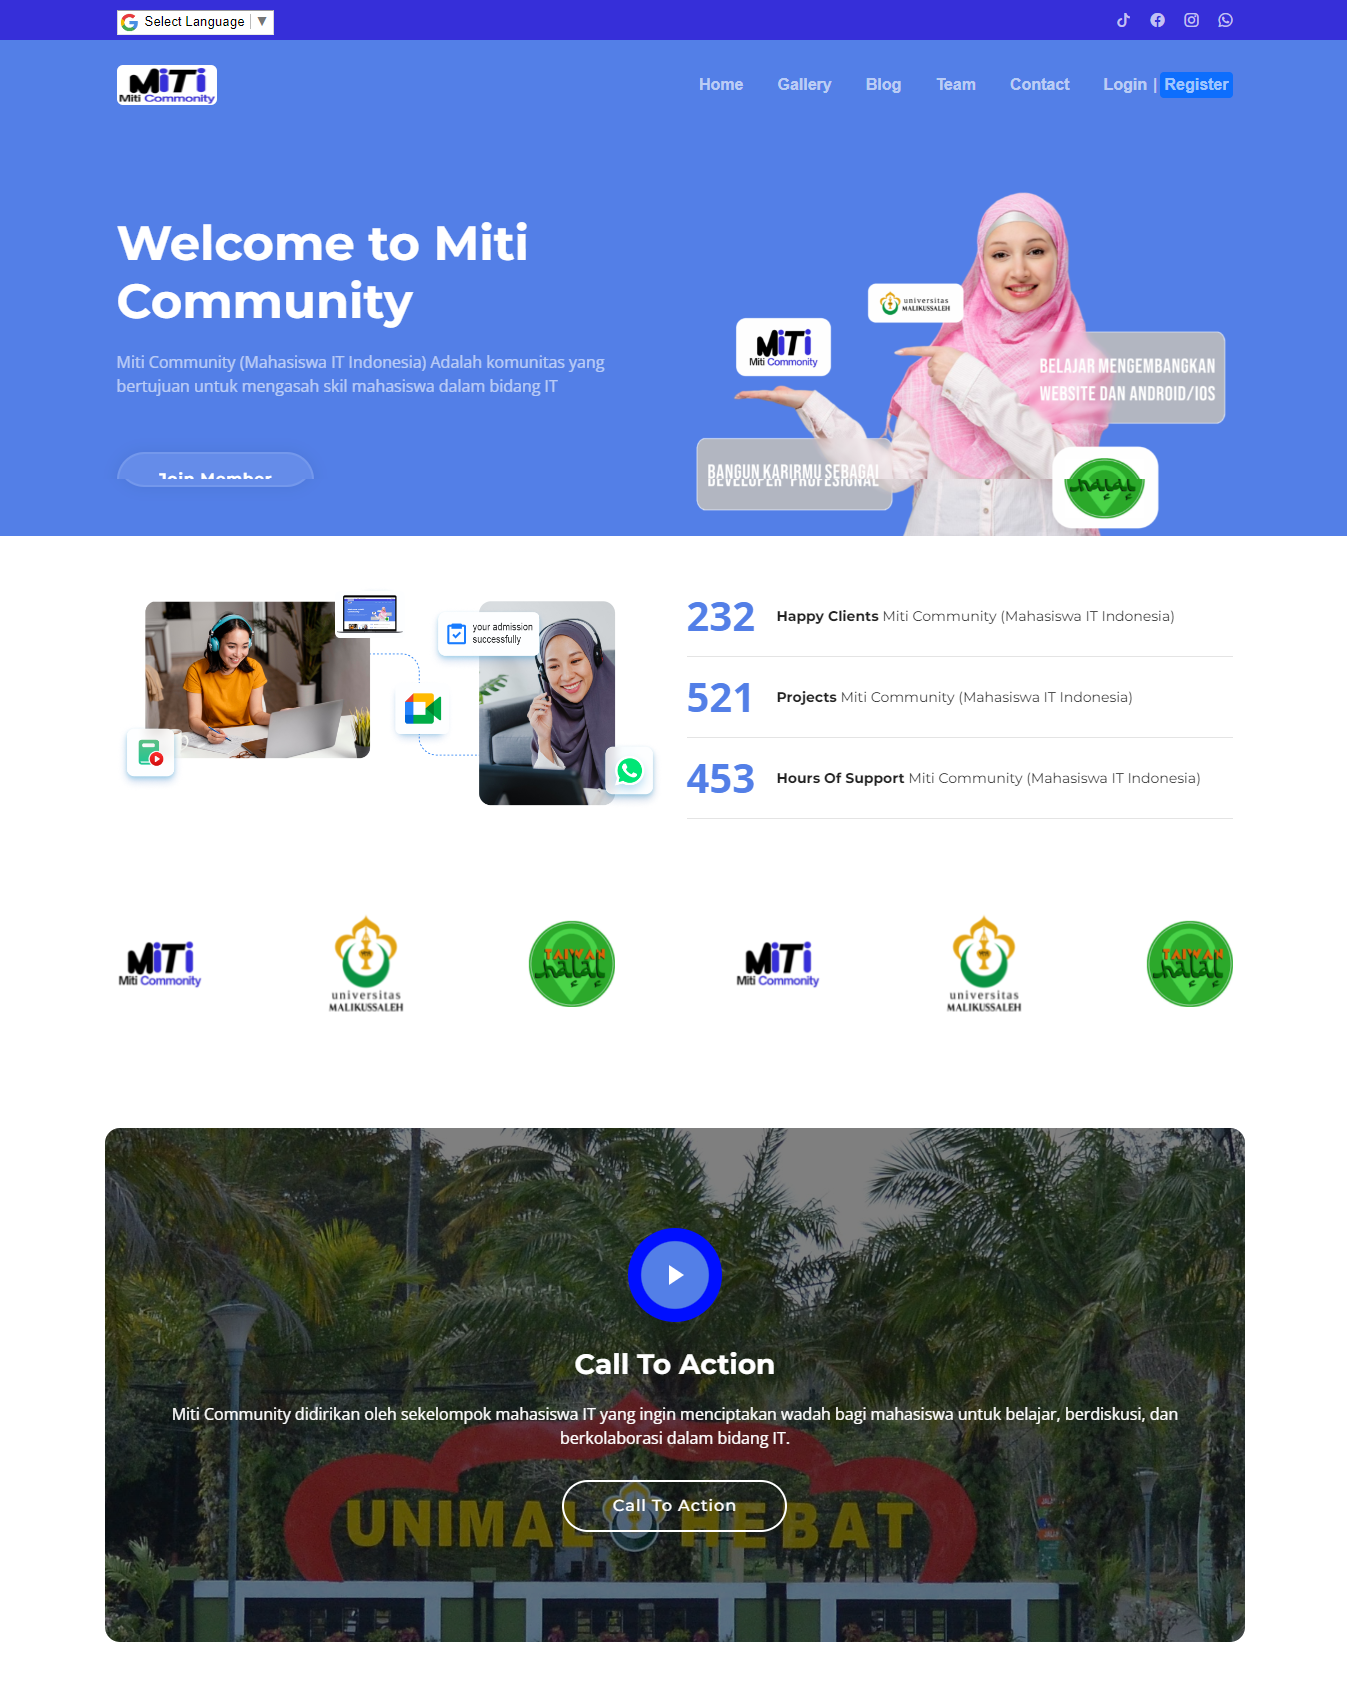 Select Language ▼
MiTi
Miti Commonity
Home
Gallery
Blog
Team
Contact
Login | Register
Welcome to Miti
Community
Miti Community (Mahasiswa IT Indonesia) Adalah komunitas yang
bertujuan untuk mengasah skil mahasiswa dalam bidang IT
Join Member
MiTi
Miti Commonity
universitas
MALIKUSSALEH
BELAJAR MENGEMBANGKAN
WEBSITE DAN ANDROID/IOS
BANGUN KARIRMU SEBAGAI
DEVELOPER PROFESIONAL
halal
your admission
successfully
232 Happy Clients Miti Community (Mahasiswa IT Indonesia)
521 Projects Miti Community (Mahasiswa IT Indonesia)
453 Hours Of Support Miti Community (Mahasiswa IT Indonesia)
MiTi
Miti Commonity
universitas
MALIKUSSALEH
TAIWAN
halal
MiTi
Miti Commonity
universitas
MALIKUSSALEH
TAIWAN
halal
Call To Action
Miti Community didirikan oleh sekelompok mahasiswa IT yang ingin menciptakan wadah bagi mahasiswa untuk belajar, berdiskusi, dan
berkolaborasi dalam bidang IT.
Call To Action
UNIMAL HEBAT